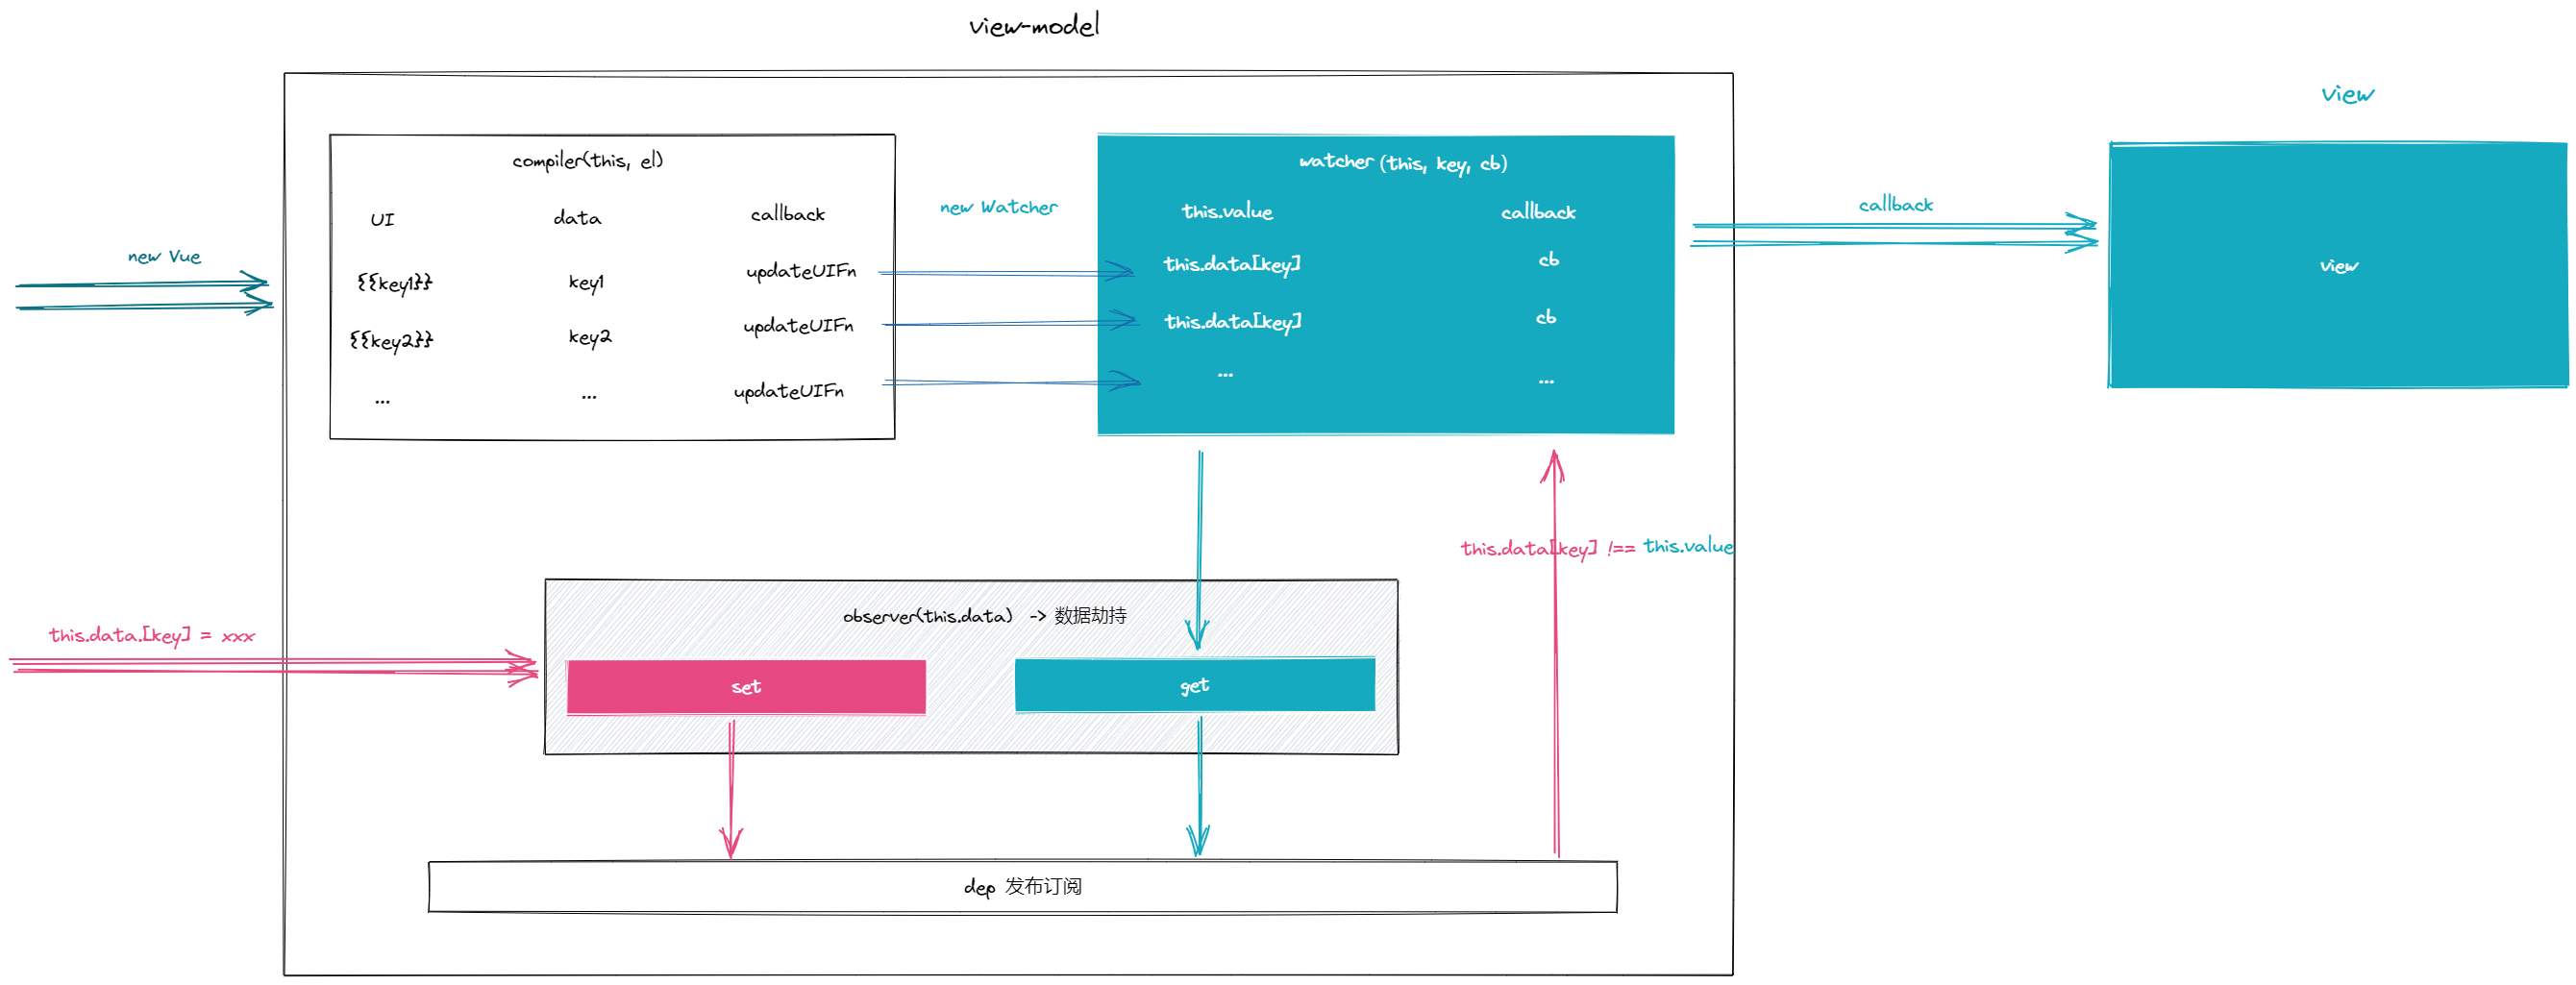 view-model
view
compiler(this, el)
UI data callback
{{key1}} key1 updateUIFn
{{key2}} key2 updateUIFn
... ... updateUIFn
new Watcher
watcher (this, key, cb)
this.value callback
this.data[key] cb
this.data[key] cb
... ...
callback
view
new Vue
this.data[key] !== this.value
observer(this.data) -> 数据劫持
this.data.[key] = xxx
set get
dep 发布订阅